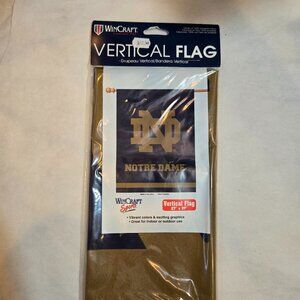 WINCRAFT
VERTICAL FLAG
Drapeau Vertical/Bandera Vertical
ND
NOTRE DAME
WINCRAFT
Sports
Vertical Flag
• Vibrant colors & exciting graphics
• Great for indoor or outdoor use